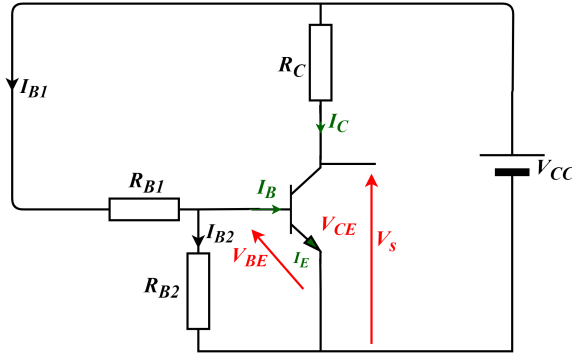 R_C
I_B1
I_C
V_CC
R_B1
I_B
I_B2
V_CE
V_s
V_BE
I_E
R_B2